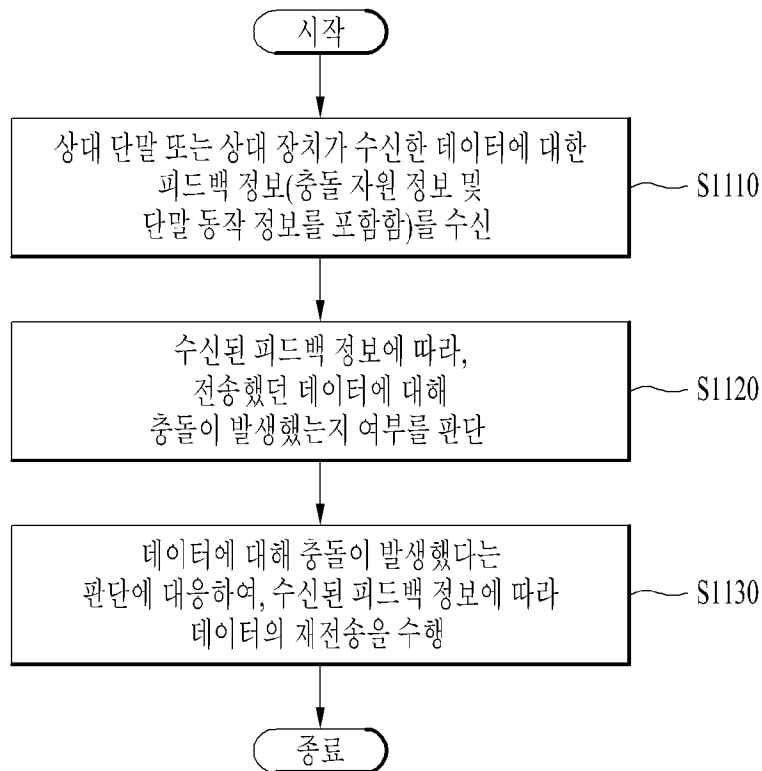 시작
상대 단말 또는 상대 장치가 수신한 데이터에 대한
피드백 정보(충돌 자원 정보 및
단말 동작 정보를 포함함)를 수신
S1110
수신된 피드백 정보에 따라,
전송했던 데이터에 대해
충돌이 발생했는지 여부를 판단
S1120
데이터에 대해 충돌이 발생했다는
판단에 대응하여, 수신된 피드백 정보에 따라
데이터의 재전송을 수행
S1130
종료